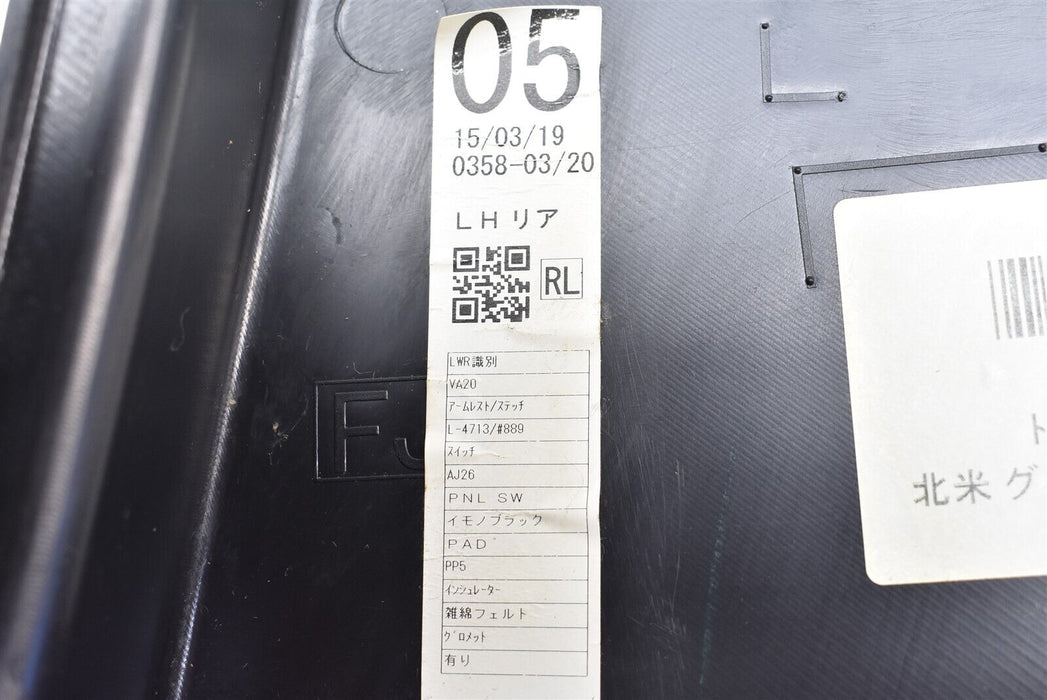 05
15/03/19
0358-03/20
LHリア
RL
LWR識別
VA20
アームレスト/ステッチ
L-4713/#889
スイッチ
AJ26
PNL SW
イモノブラック
PAD
PP5
インシュレーター
雑綿フェルト
グロメット
有り
FJ
L
ト
北米グ